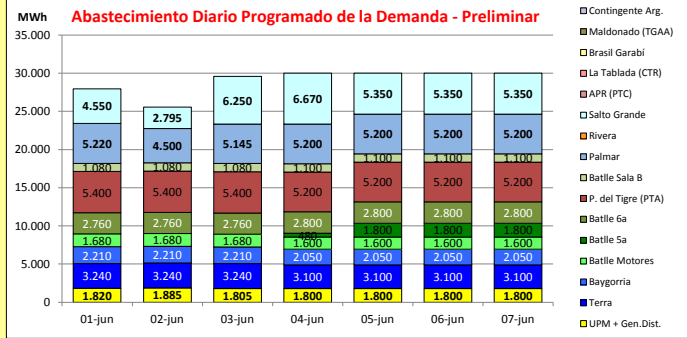 MWh
Abastecimiento Diario Programado de la Demanda - Preliminar
35.000
30.000
25.000
20.000
15.000
10.000
5.000
0
4.550 2.795 6.250 6.670 5.350 5.350 5.350
5.220 4.500 5.145 5.200 5.200 5.200 5.200
1.080 1.080 1.080 1.100 1.100 1.100 1.100
5.400 5.400 5.400 5.200 5.200 5.200 5.200
2.760 2.760 2.760 2.800 2.800 2.800 2.800
480 1.800 1.800 1.800
1.680 1.680 1.680 1.600 1.600 1.600 1.600
2.210 2.210 2.210 2.050 2.050 2.050 2.050
3.240 3.240 3.240 3.100 3.100 3.100 3.100
1.820 1.885 1.805 1.800 1.800 1.800 1.800
01-jun 02-jun 03-jun 04-jun 05-jun 06-jun 07-jun
Contingente Arg.
Maldonado (TGAA)
Brasil Garabí
La Tablada (CTR)
APR (PTC)
Salto Grande
Rivera
Palmar
Batlle Sala B
P. del Tigre (PTA)
Batlle 6a
Batlle 5a
Batlle Motores
Baygorria
Terra
UPM + Gen.Dist.